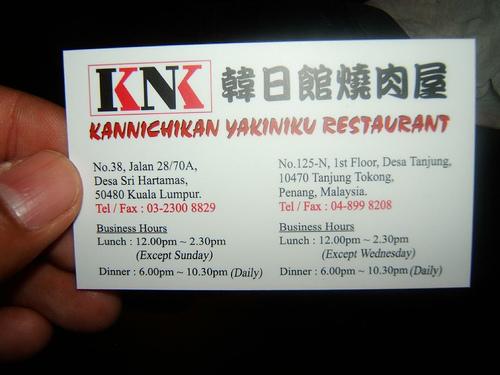 KNK 韓日館燒肉屋
KANNICHIKAN YAKINIKU RESTAURANT
No.38, Jalan 28/70A,
Desa Sri Hartamas,
50480 Kuala Lumpur.
Tel / Fax : 03-2300 8829
Business Hours
Lunch : 12.00pm ~ 2.30pm
(Except Sunday)
Dinner : 6.00pm ~ 10.30pm (Daily)
No.125-N, 1st Floor, Desa Tanjung,
10470 Tanjung Tokong,
Penang, Malaysia.
Tel / Fax : 04-899 8208
Business Hours
Lunch : 12.00pm ~ 2.30pm
(Except Wednesday)
Dinner : 6.00pm ~ 10.30pm (Daily)